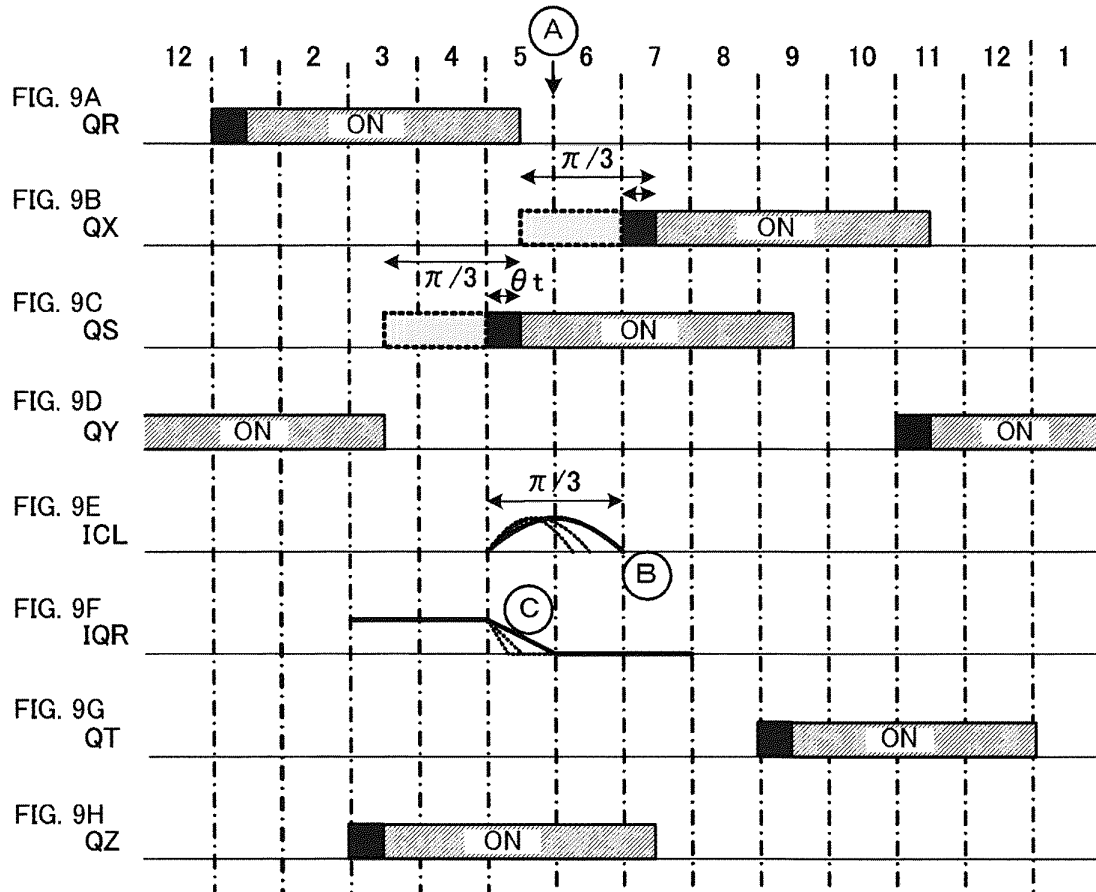 A
12 1 2 3 4 5 6 7 8 9 10 11 12 1
FIG. 9A
QR
ON
π/3
FIG. 9B
QX
ON
π/3
θt
FIG. 9C
QS
ON
FIG. 9D
QY
ON
ON
π/3
FIG. 9E
ICL
B
FIG. 9F
IQR
C
FIG. 9G
QT
ON
FIG. 9H
QZ
ON